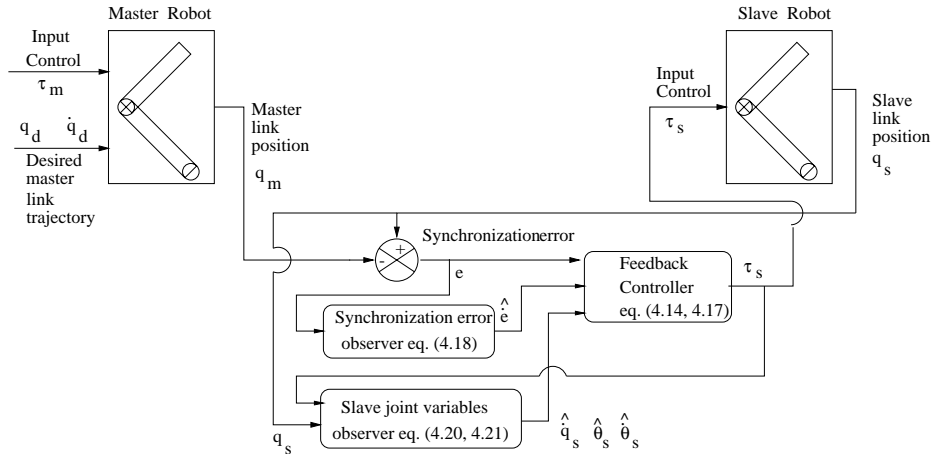 Master Robot
Input
Control
τ_m
q_d q̇_d
Desired
master
link
trajectory
Master
link
position
q_m
Slave Robot
Input
Control
τ_s
Slave
link
position
q_s
Synchronizationerror
+
-
e
Feedback
Controller
eq. (4.14, 4.17)
τ_s
Synchronization error
observer eq. (4.18)
ė̂
Slave joint variables
observer eq. (4.20, 4.21)
q_s
q̇̂_s θ̂_s θ̇̂_s